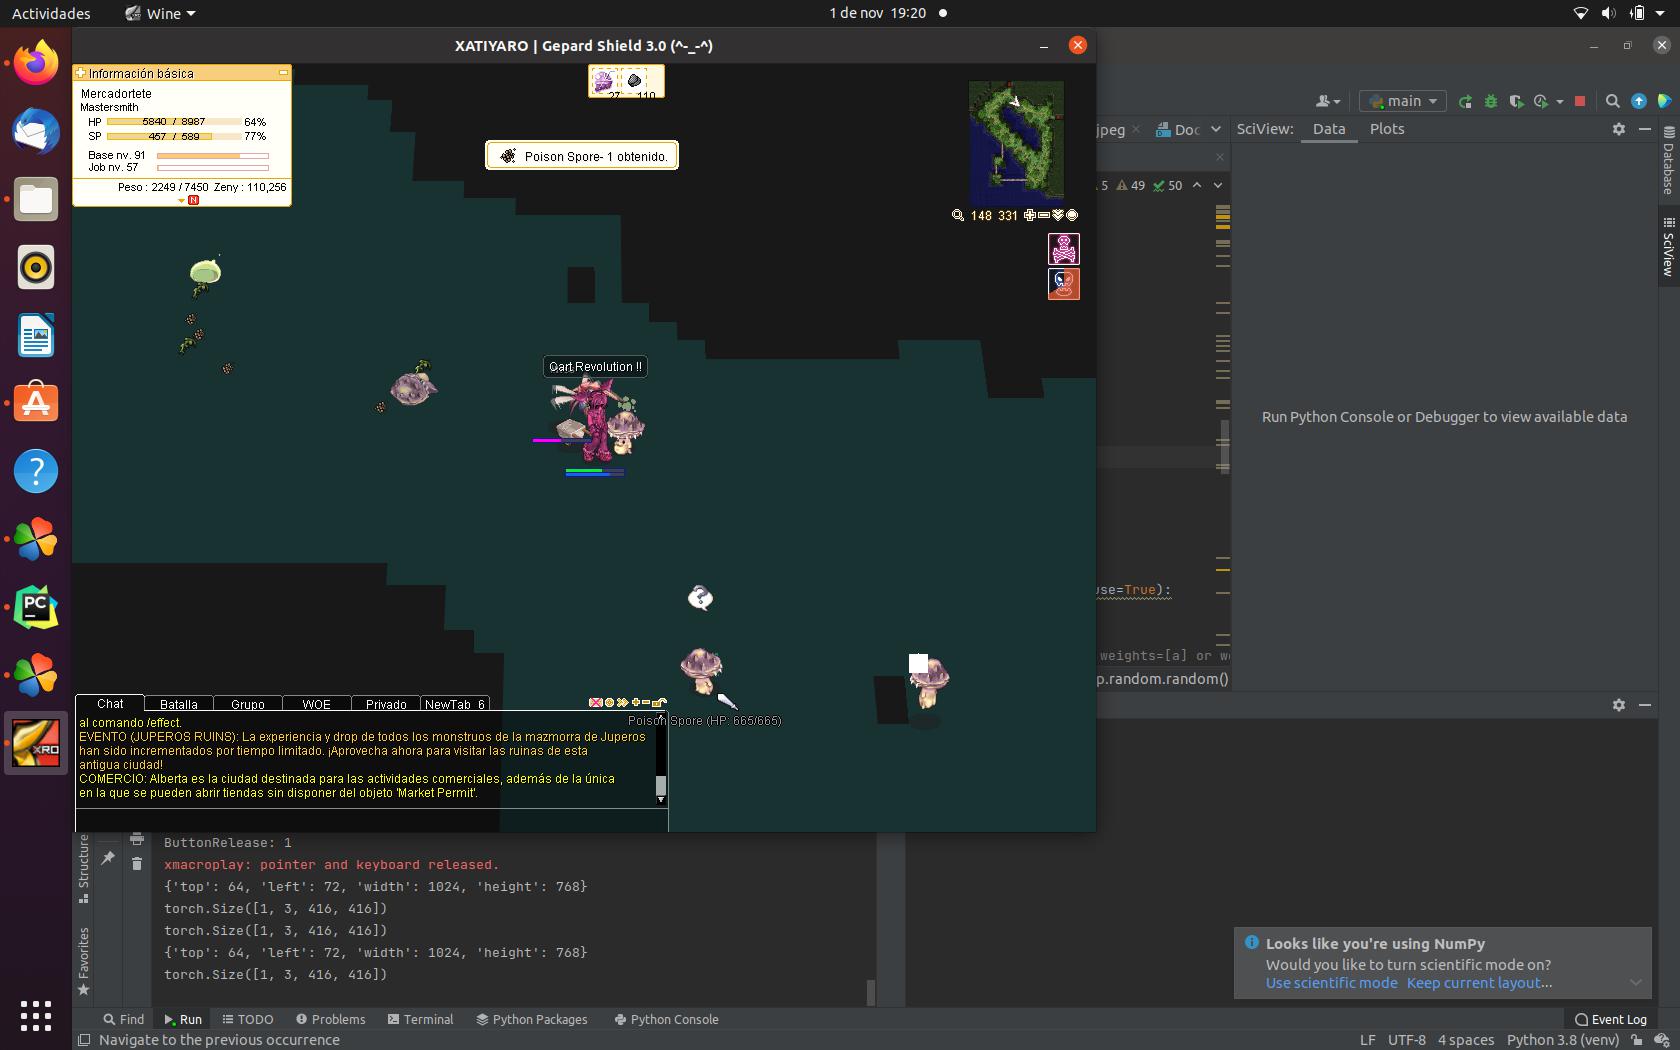 Actividades
Wine
1 de nov 19:20
XATIYARO | Gepard Shield 3.0 (^-_-^)
Información básica
Mercadortete
Mastersmith
HP 5840 / 8987 64%
SP 457 / 589 77%
Base nv. 91
Job nv. 57
Peso : 2249 / 7450 Zeny : 110,256
N
27 110
Poison Spore- 1 obtenido.
148 331
Cart Revolution !!
Poison Spore (HP: 665/665)
Chat Batalla Grupo WOE Privado NewTab_6
al comando /effect.
EVENTO (JUPEROS RUINS): La experiencia y drop de todos los monstruos de la mazmorra de Juperos
han sido incrementados por tiempo limitado. ¡Aprovecha ahora para visitar las ruinas de esta
antigua ciudad!
COMERCIO: Alberta es la ciudad destinada para las actividades comerciales, además de la única
en la que se pueden abrir tiendas sin disponer del objeto 'Market Permit'.
main
jpeg
Doc
SciView: Data Plots
5 49 50
Database
SciView
Run Python Console or Debugger to view available data
use=True):
weights=[a] or w
p.random.random()
PC
XRO
Structure
Favorites
ButtonRelease: 1
xmacroplay: pointer and keyboard released.
{'top': 64, 'left': 72, 'width': 1024, 'height': 768}
torch.Size([1, 3, 416, 416])
torch.Size([1, 3, 416, 416])
{'top': 64, 'left': 72, 'width': 1024, 'height': 768}
torch.Size([1, 3, 416, 416])
Looks like you're using NumPy
Would you like to turn scientific mode on?
Use scientific mode Keep current layout...
Find Run TODO Problems Terminal Python Packages Python Console
Event Log
Navigate to the previous occurrence
LF UTF-8 4 spaces Python 3.8 (venv)